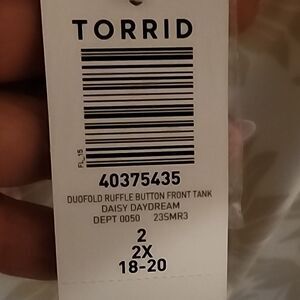 TORRID
FL_15
40375435
DUOFOLD RUFFLE BUTTON FRONT TANK
DAISY DAYDREAM
DEPT 0050 23SMR3
2
2X
18-20